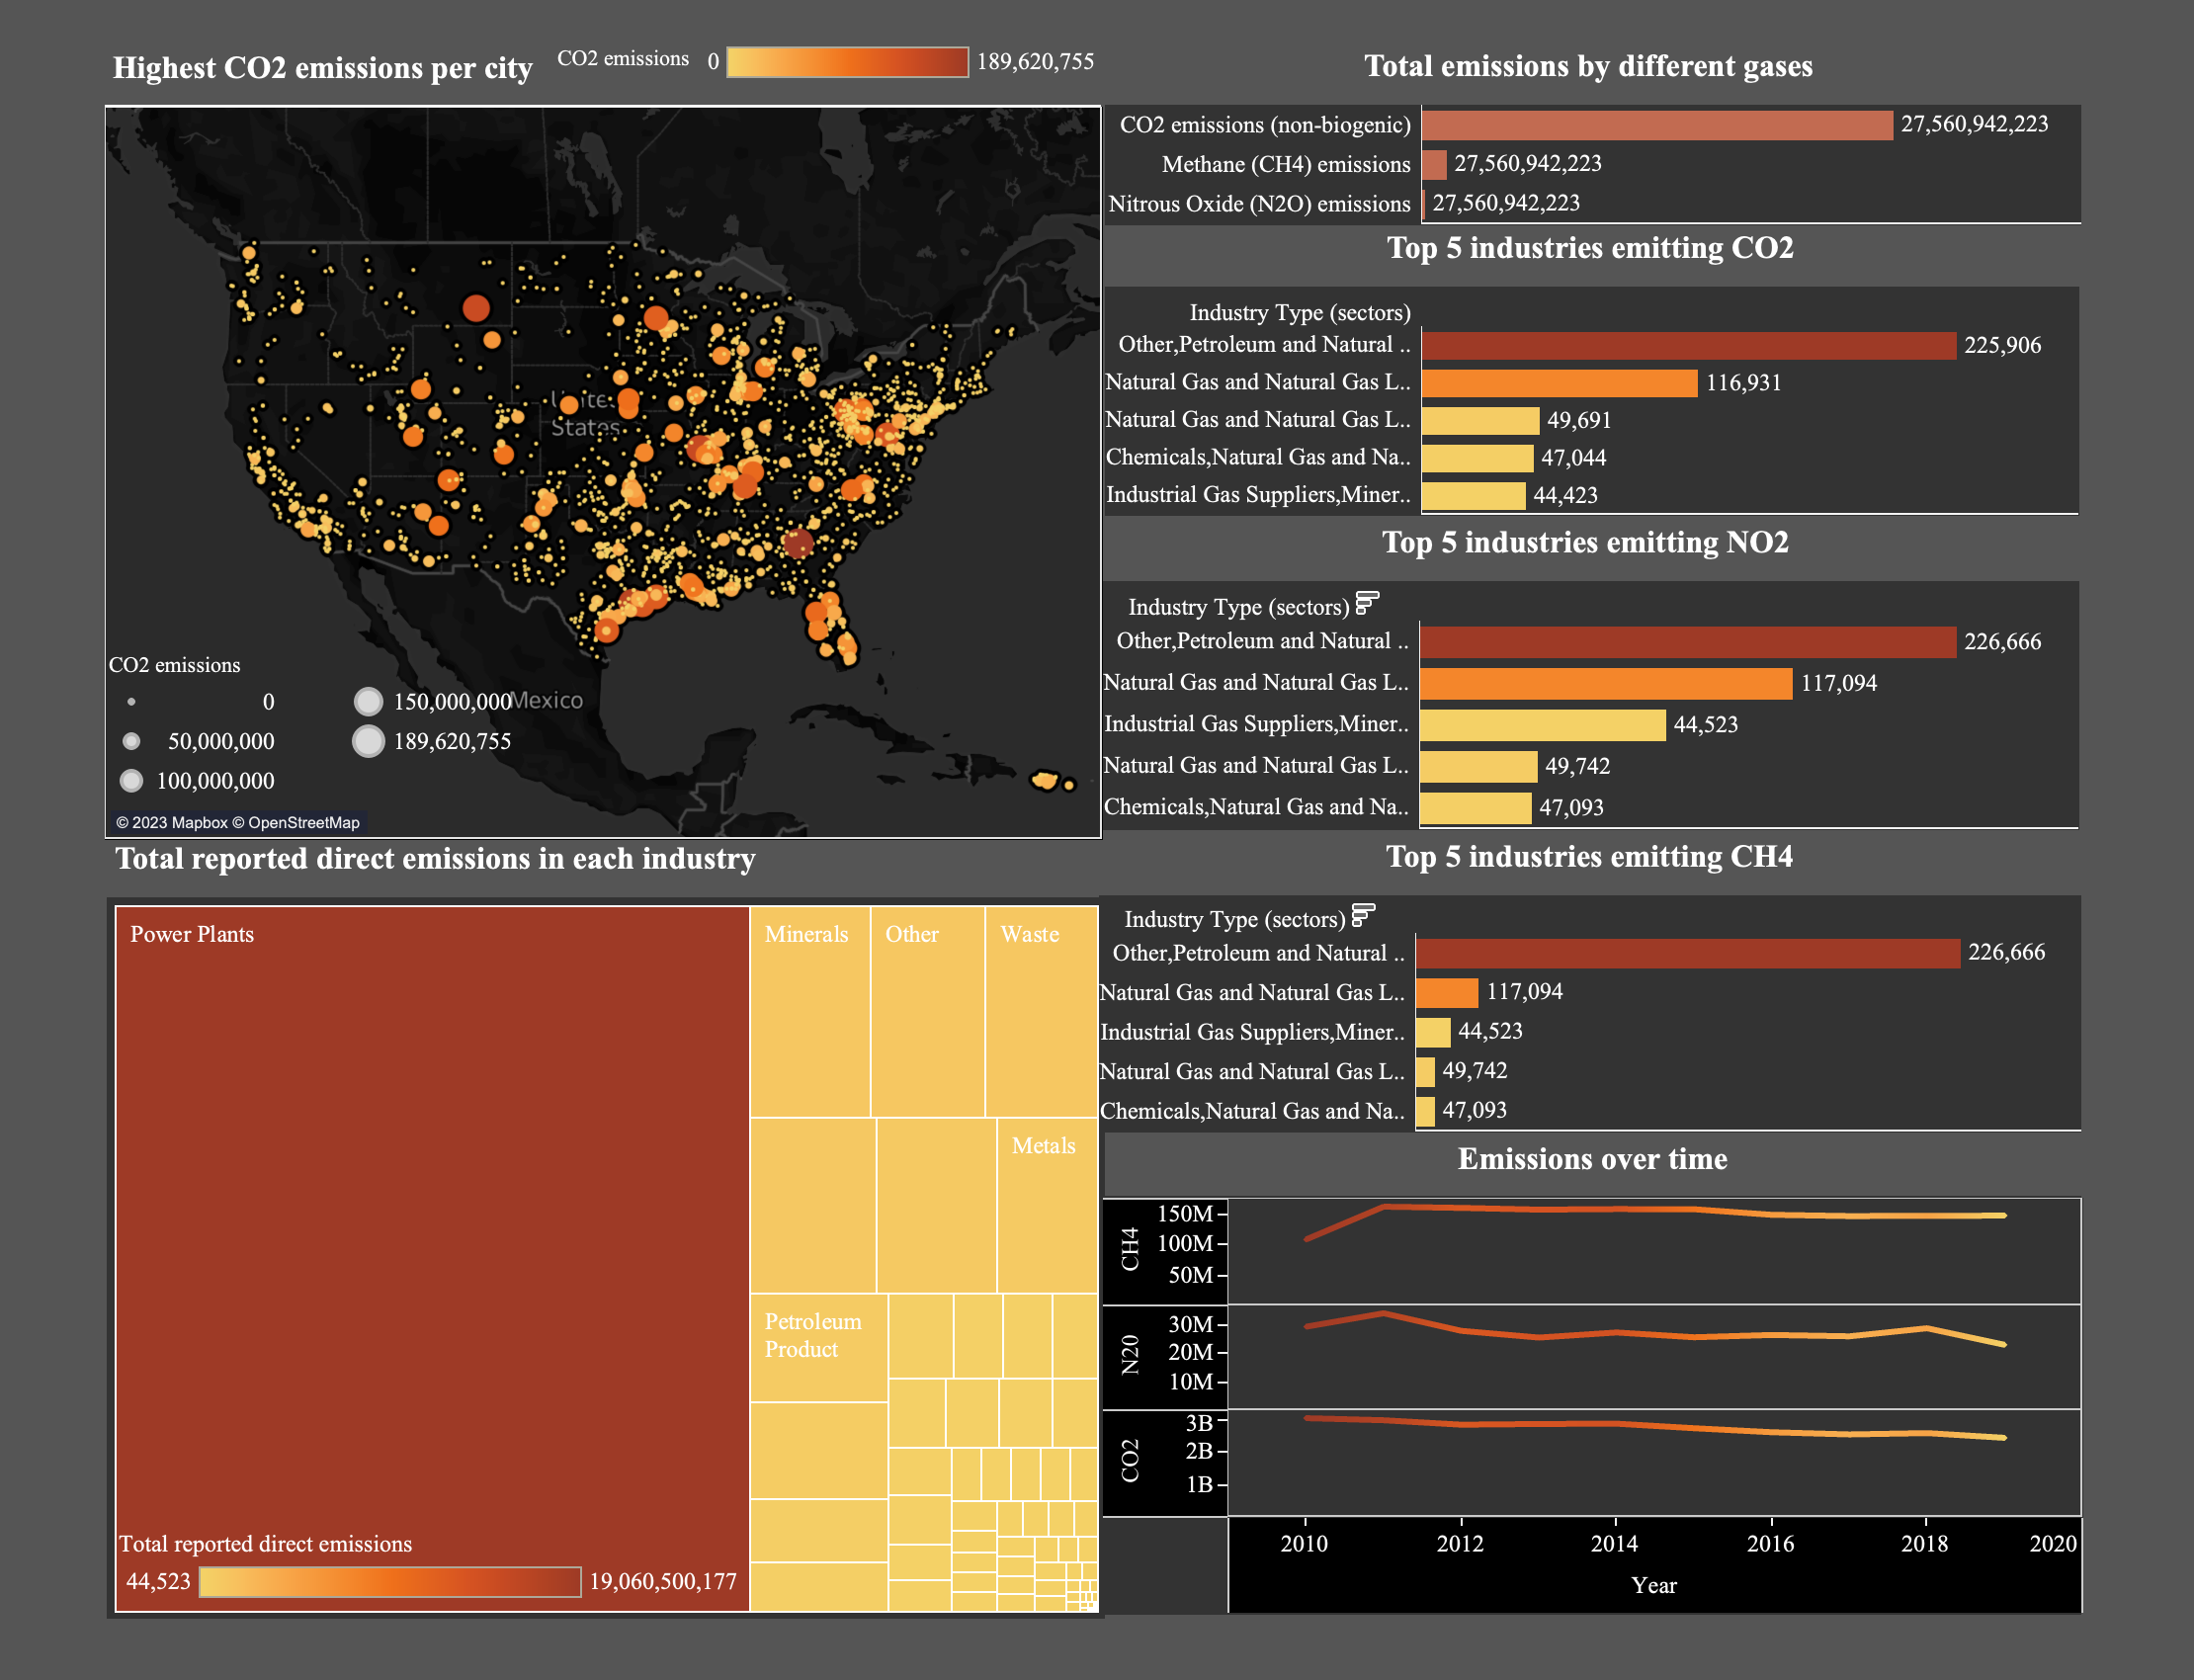 Highest CO2 emissions per city
CO2 emissions 0 189,620,755
United
States
Mexico
CO2 emissions
0 150,000,000
50,000,000 189,620,755
100,000,000
© 2023 Mapbox © OpenStreetMap
Total emissions by different gases
CO2 emissions (non-biogenic) 27,560,942,223
Methane (CH4) emissions 27,560,942,223
Nitrous Oxide (N2O) emissions 27,560,942,223
Top 5 industries emitting CO2
Industry Type (sectors)
Other,Petroleum and Natural .. 225,906
Natural Gas and Natural Gas L.. 116,931
Natural Gas and Natural Gas L.. 49,691
Chemicals,Natural Gas and Na.. 47,044
Industrial Gas Suppliers,Miner.. 44,423
Top 5 industries emitting NO2
Industry Type (sectors)
Other,Petroleum and Natural .. 226,666
Natural Gas and Natural Gas L.. 117,094
Industrial Gas Suppliers,Miner.. 44,523
Natural Gas and Natural Gas L.. 49,742
Chemicals,Natural Gas and Na.. 47,093
Total reported direct emissions in each industry
Power Plants
Minerals
Other
Waste
Metals
Petroleum
Product
Total reported direct emissions
44,523 19,060,500,177
Top 5 industries emitting CH4
Industry Type (sectors)
Other,Petroleum and Natural .. 226,666
Natural Gas and Natural Gas L.. 117,094
Industrial Gas Suppliers,Miner.. 44,523
Natural Gas and Natural Gas L.. 49,742
Chemicals,Natural Gas and Na.. 47,093
Emissions over time
CH4
150M
100M
50M
N20
30M
20M
10M
CO2
3B
2B
1B
2010 2012 2014 2016 2018 2020
Year